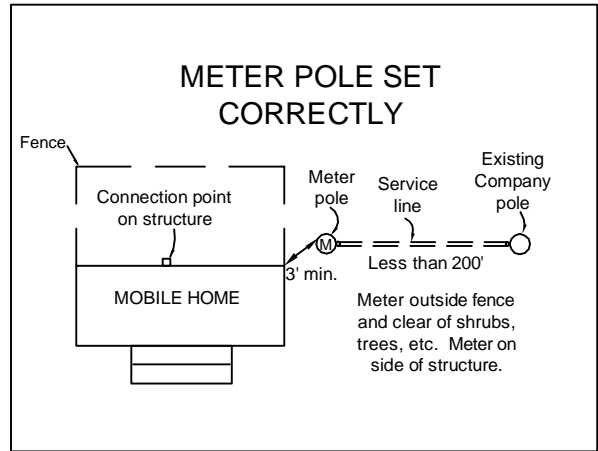 METER POLE SET
CORRECTLY
Fence
Connection point
on structure
Meter
pole
Service
line
Existing
Company
pole
M
3' min.
Less than 200'
MOBILE HOME
Meter outside fence
and clear of shrubs,
trees, etc. Meter on
side of structure.